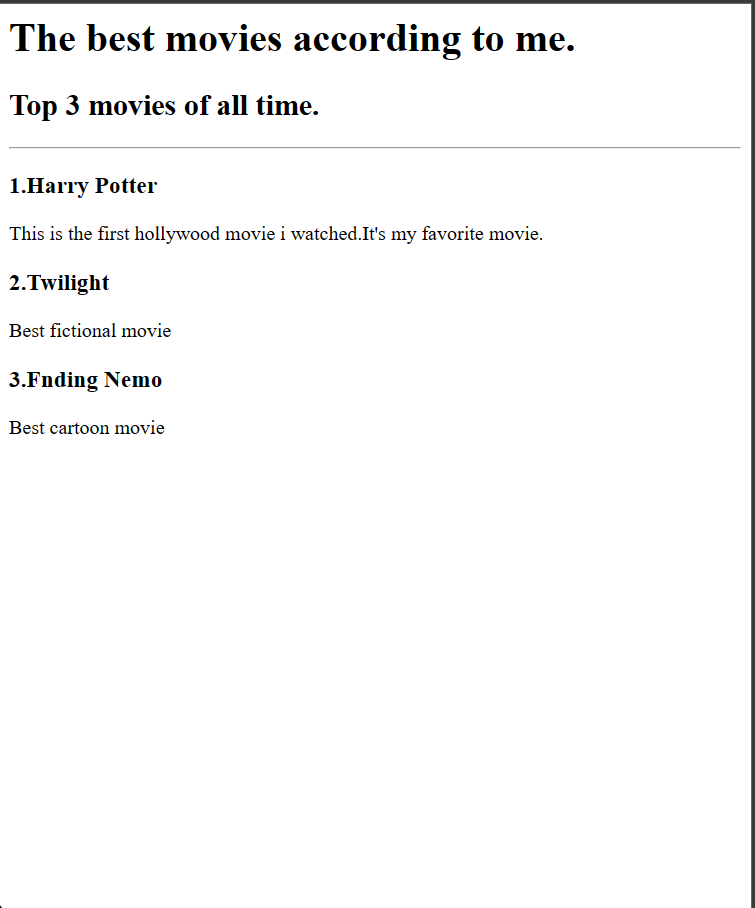 The best movies according to me.
Top 3 movies of all time.
1.Harry Potter
This is the first hollywood movie i watched.It's my favorite movie.
2.Twilight
Best fictional movie
3.Fnding Nemo
Best cartoon movie